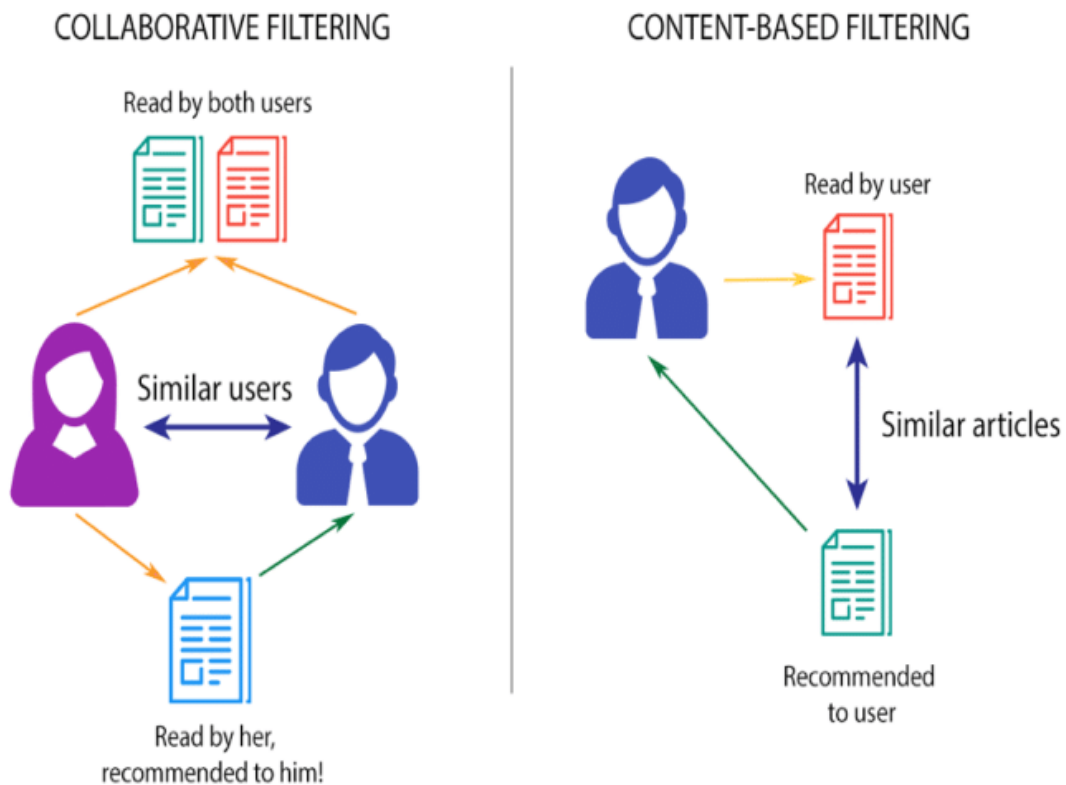 COLLABORATIVE FILTERING
Read by both users
Similar users
Read by her,
recommended to him!
CONTENT-BASED FILTERING
Read by user
Similar articles
Recommended
to user